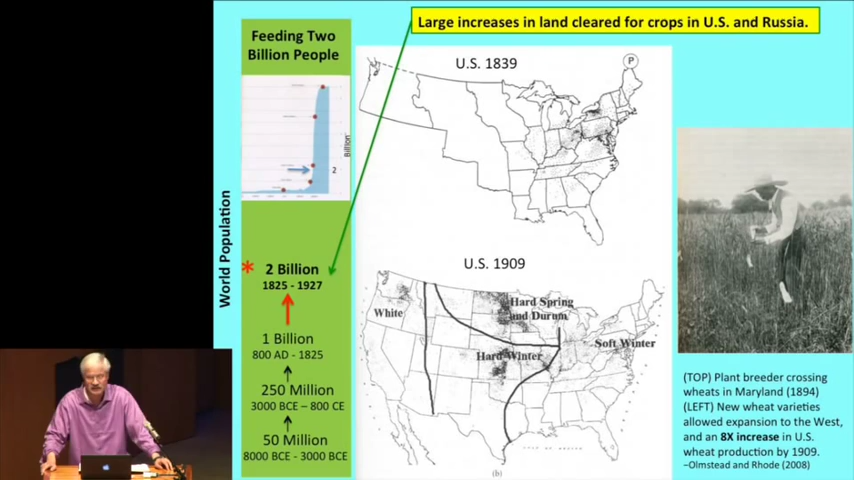 Large increases in land cleared for crops in U.S. and Russia.
Feeding Two
Billion People
Billion
2
World Population
* 2 Billion
1825 - 1927
1 Billion
800 AD - 1825
250 Million
3000 BCE – 800 CE
50 Million
8000 BCE - 3000 BCE
U.S. 1839
P
U.S. 1909
White
Hard Spring
and Durum
Hard Winter
Soft Winter
(b)
(TOP) Plant breeder crossing
wheats in Maryland (1894)
(LEFT) New wheat varieties
allowed expansion to the West,
and an 8X increase in U.S.
wheat production by 1909.
–Olmstead and Rhode (2008)